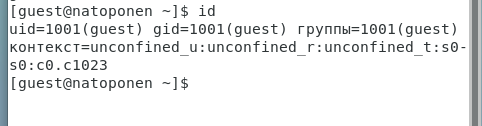 [guest@natoponen ~]$ id
uid=1001(guest) gid=1001(guest) группы=1001(guest)
контекст=unconfined_u:unconfined_r:unconfined_t:s0-
s0:c0.c1023
[guest@natoponen ~]$